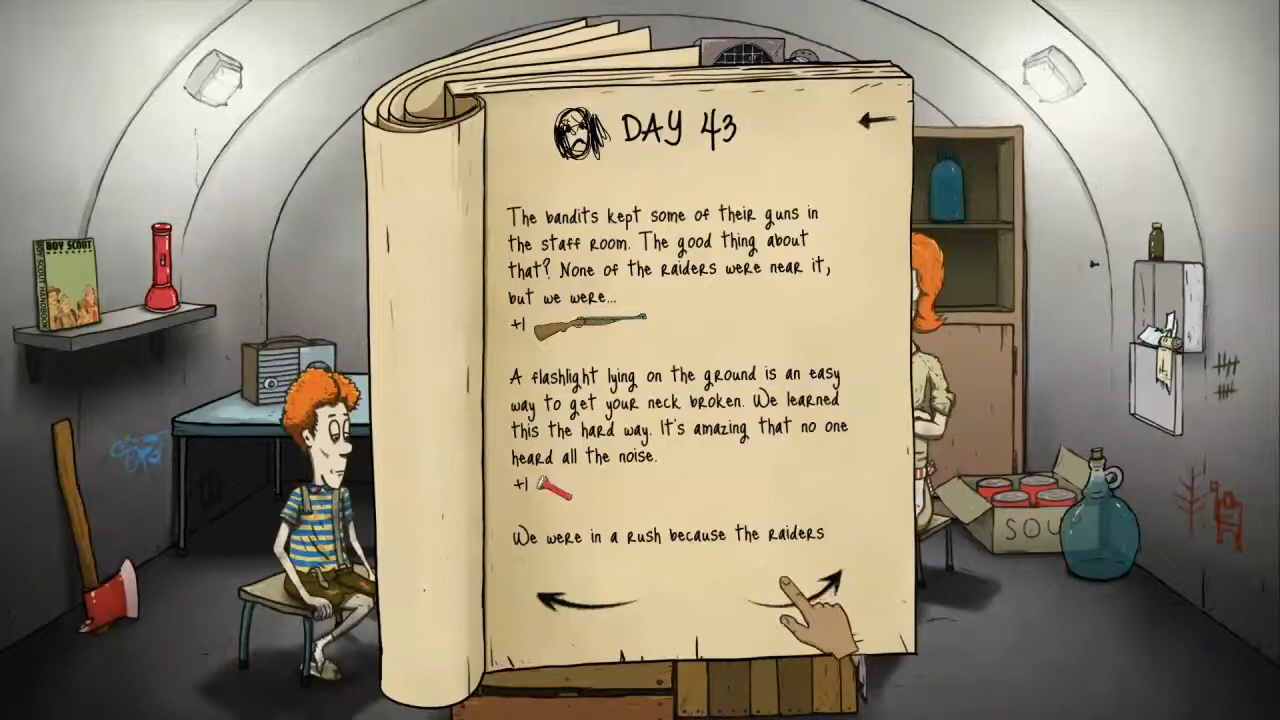 DAY 43
The bandits kept some of their guns in
the staff room. The good thing about
that? None of the raiders were near it,
but we were...
+1
A flashlight lying on the ground is an easy
way to get your neck broken. We learned
this the hard way. It's amazing that no one
heard all the noise.
+1
We were in a rush because the raiders
BOY SCOUT
BOY SCOUT HANDBOOK
SOU